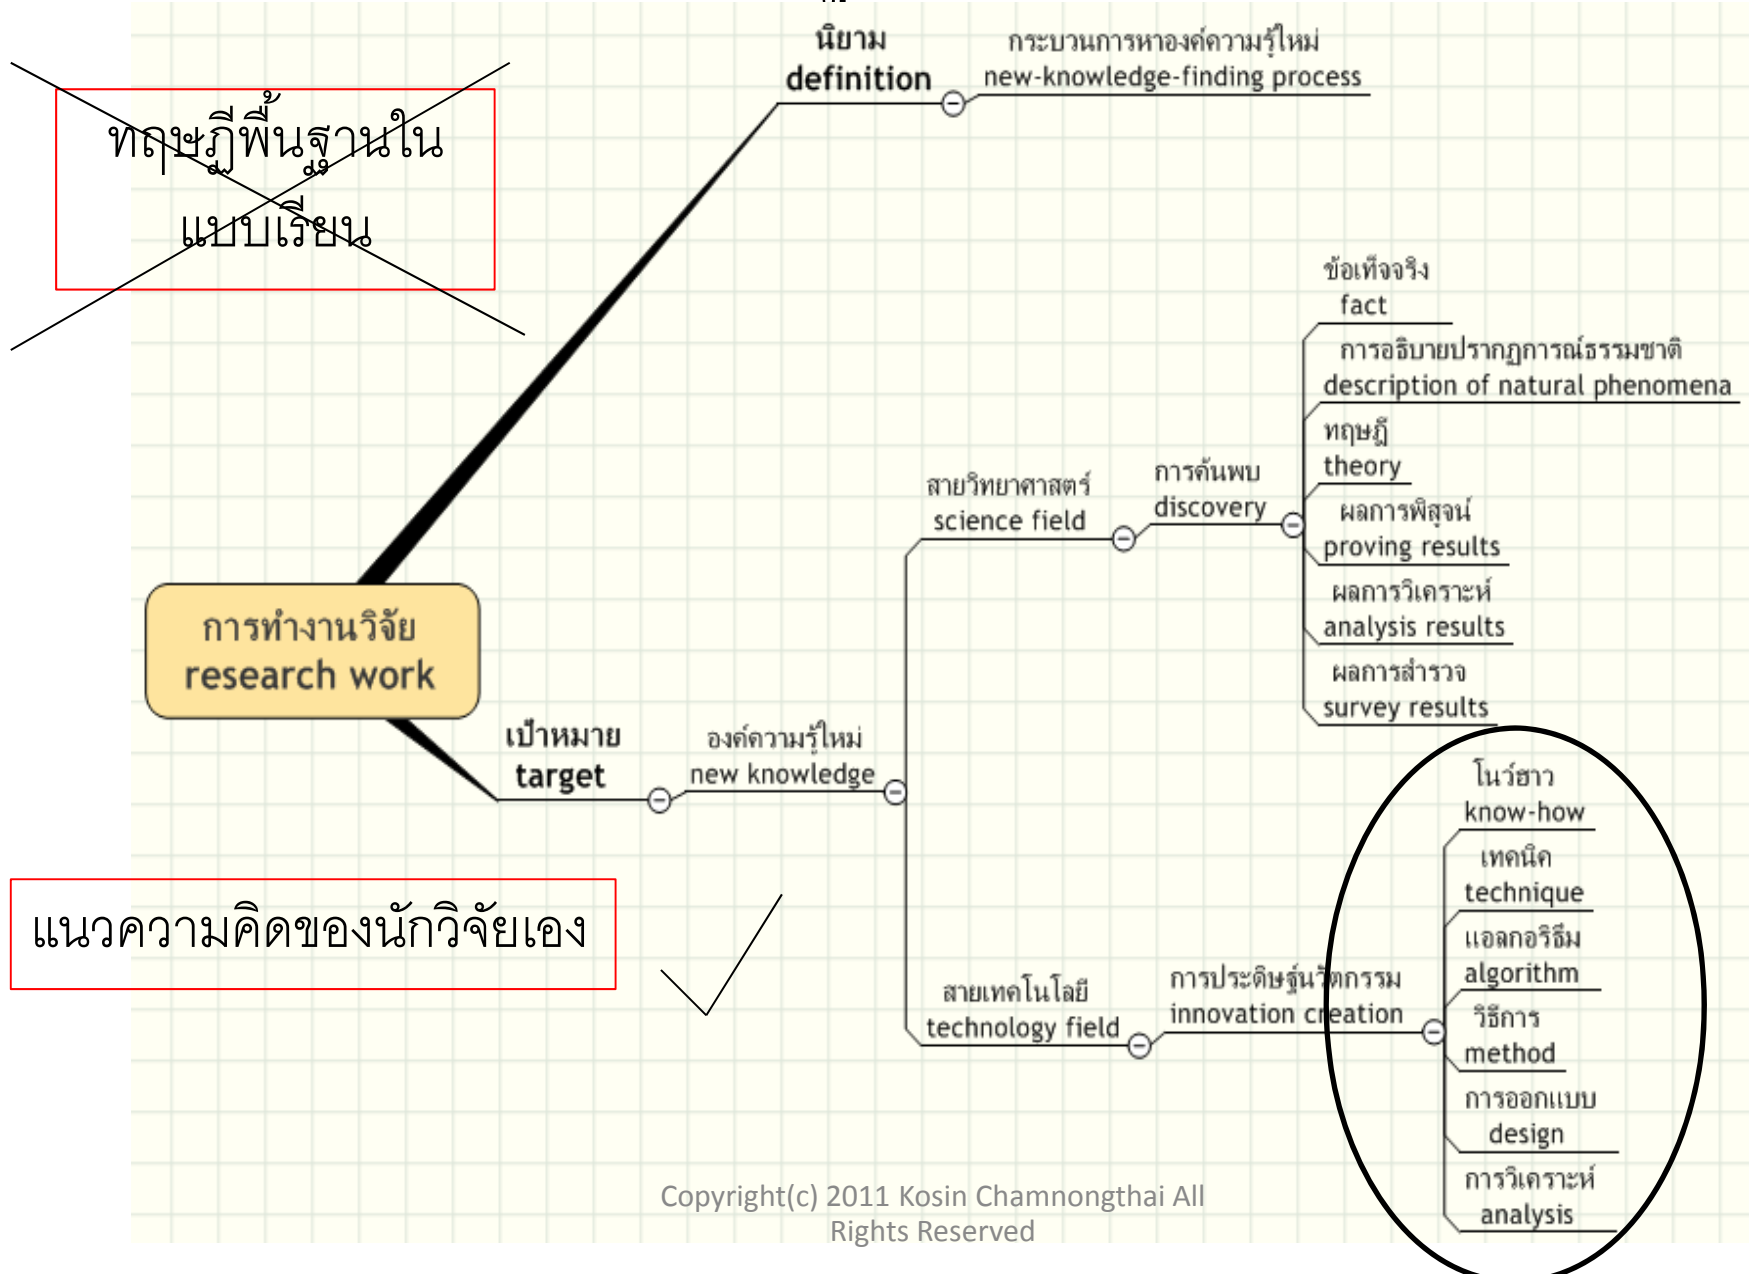 นิยาม
definition
กระบวนการหาองค์ความรู้ใหม่
new-knowledge-finding process
ทฤษฎีพื้นฐานใน
แบบเรียน
การทำงานวิจัย
research work
เป้าหมาย
target
องค์ความรู้ใหม่
new knowledge
สายวิทยาศาสตร์
science field
การค้นพบ
discovery
ข้อเท็จจริง
fact
การอธิบายปรากฏการณ์ธรรมชาติ
description of natural phenomena
ทฤษฎี
theory
ผลการพิสูจน์
proving results
ผลการวิเคราะห์
analysis results
ผลการสำรวจ
survey results
แนวความคิดของนักวิจัยเอง
สายเทคโนโลยี
technology field
การประดิษฐ์นวัตกรรม
innovation creation
โนว์ฮาว
know-how
เทคนิค
technique
แอลกอริธึม
algorithm
วิธีการ
method
การออกแบบ
design
การวิเคราะห์
analysis
Copyright(c) 2011 Kosin Chamnongthai All
Rights Reserved